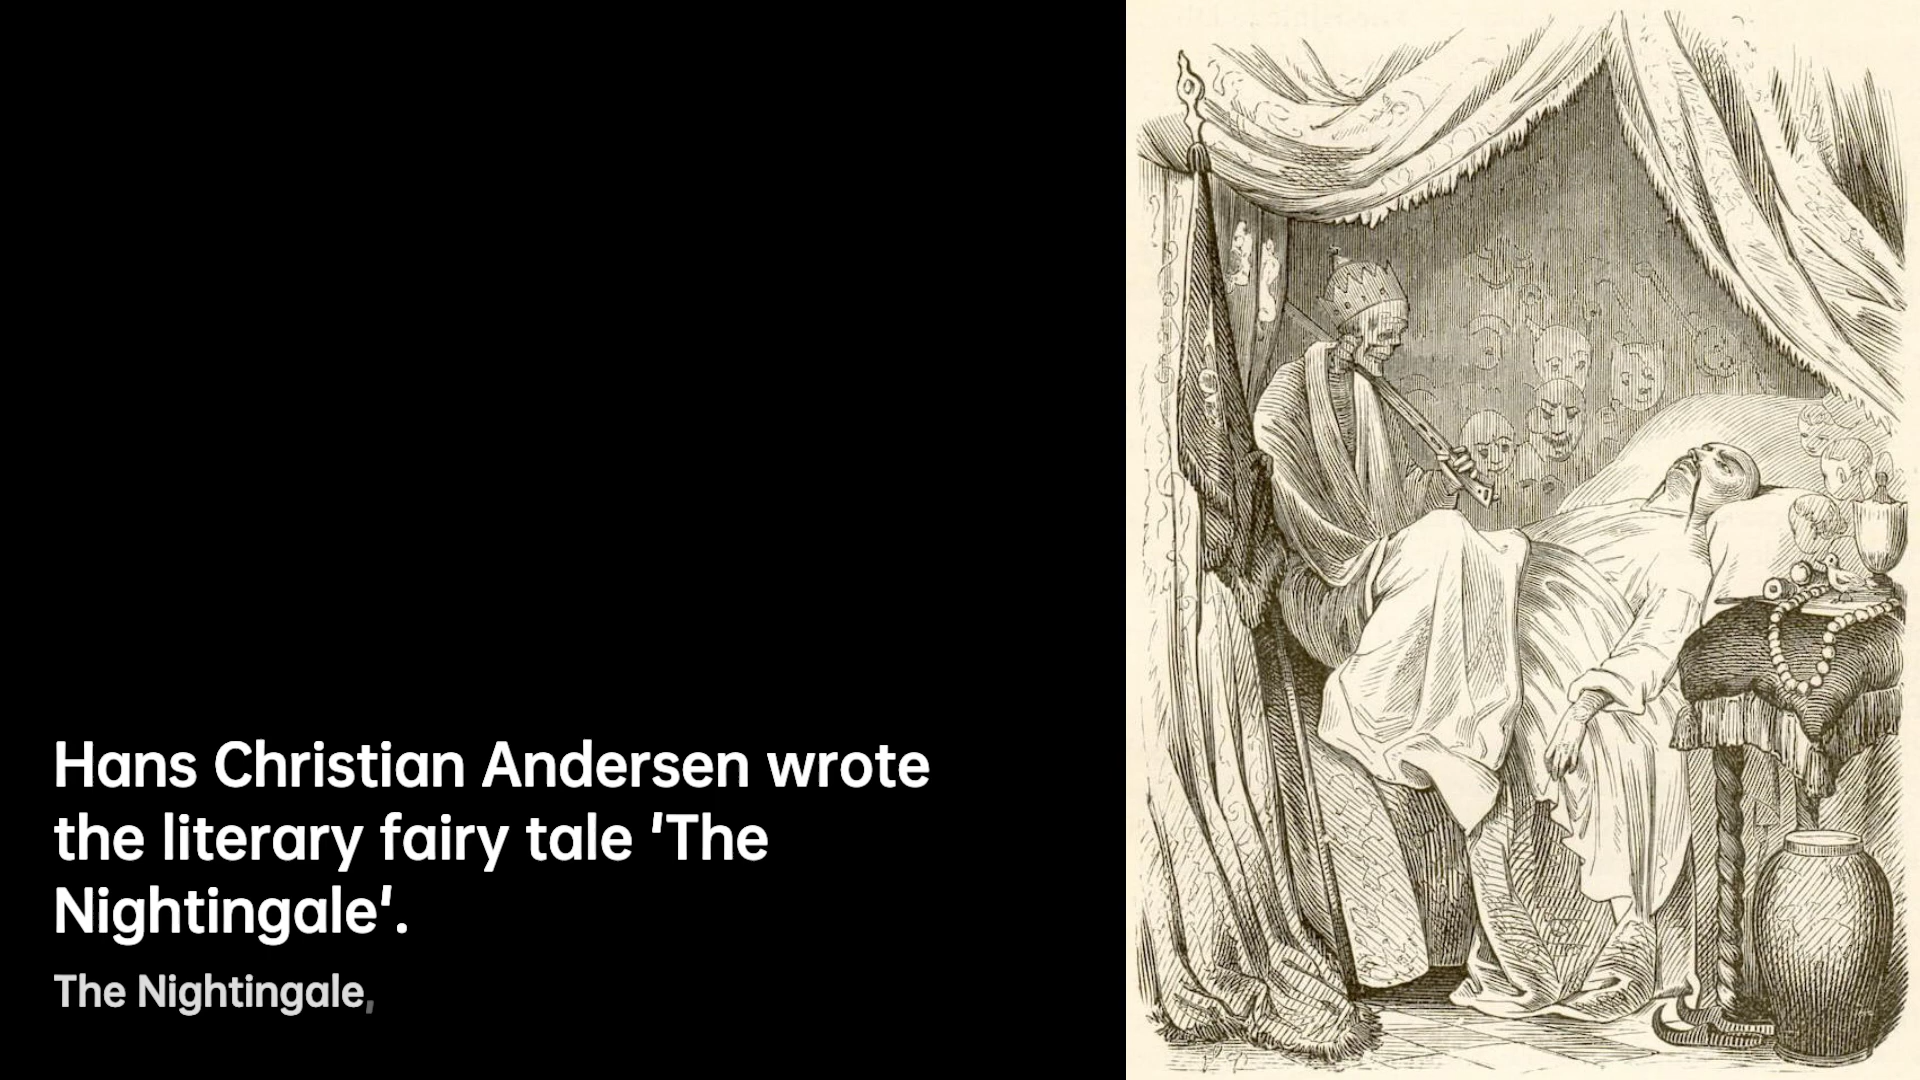 Hans Christian Andersen wrote
the literary fairy tale 'The
Nightingale'.
The Nightingale,